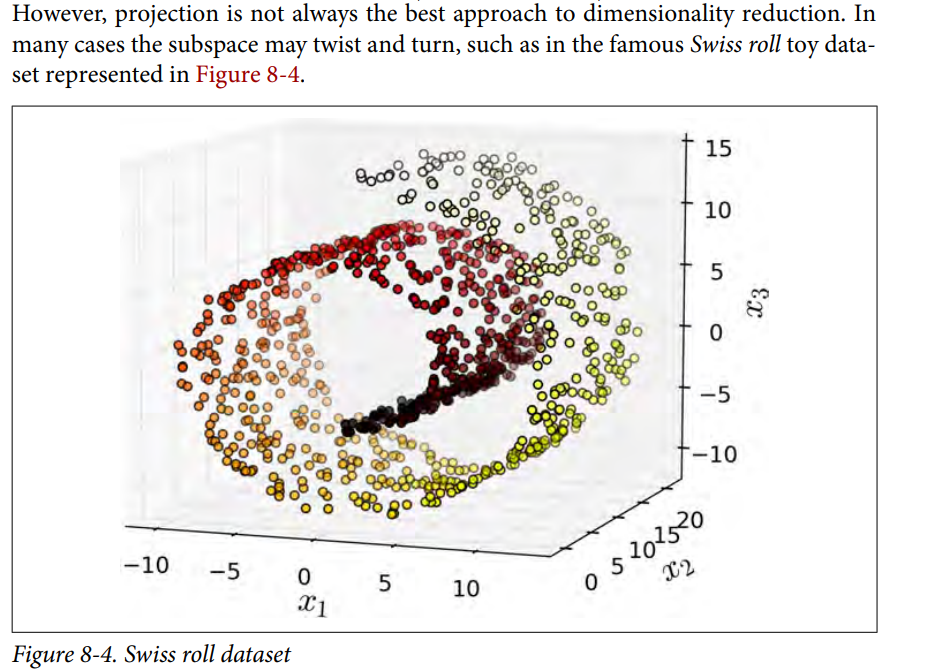 However, projection is not always the best approach to dimensionality reduction. In
many cases the subspace may twist and turn, such as in the famous Swiss roll toy data-
set represented in Figure 8-4.
15
10
5
0
−5
−10
x3
−10
−5
0
5
10
x1
0
5
10
15
20
x2
Figure 8-4. Swiss roll dataset